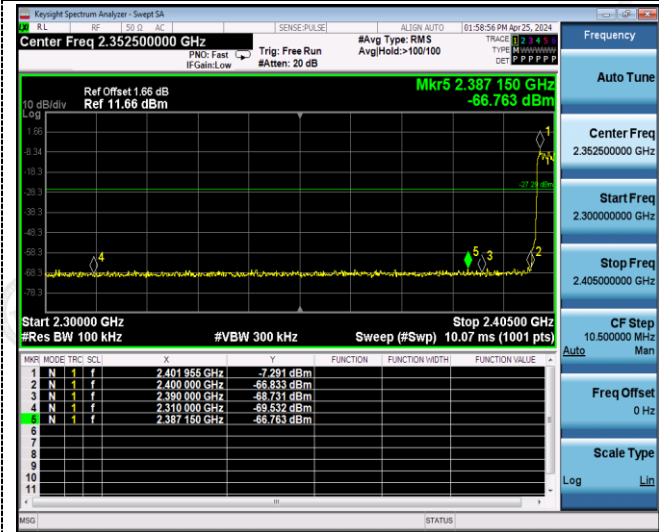 Keysight Spectrum Analyzer - Swept SA
RL RF 50 Ω AC SENSE:PULSE ALIGN AUTO 01:58:56 PM Apr 25, 2024
Center Freq 2.352500000 GHz
PNO: Fast
IFGain:Low
Trig: Free Run
#Atten: 20 dB
#Avg Type: RMS
Avg|Hold:>100/100
TRACE 1 2 3 4 5 6
TYPE M WWWWW
DET P P P P P P
Ref Offset 1.66 dB
Ref 11.66 dBm
10 dB/div
Log
Mkr5 2.387 150 GHz
-66.763 dBm
1.66
-8.34
-18.3
-28.3
-38.3
-48.3
-58.3
-68.3
-78.3
1
-27.29 dBm
4
5
3
2
Start 2.30000 GHz
Stop 2.40500 GHz
#Res BW 100 kHz
#VBW 300 kHz
Sweep (#Swp) 10.07 ms (1001 pts)
MKR MODE TRC SCL X Y FUNCTION FUNCTION WIDTH FUNCTION VALUE
1 N 1 f 2.401 955 GHz -7.291 dBm
2 N 1 f 2.400 000 GHz -66.833 dBm
3 N 1 f 2.390 000 GHz -68.731 dBm
4 N 1 f 2.310 000 GHz -69.532 dBm
5 N 1 f 2.387 150 GHz -66.763 dBm
6
7
8
9
10
11
MSG
STATUS
Frequency
Auto Tune
Center Freq
2.352500000 GHz
Start Freq
2.300000000 GHz
Stop Freq
2.405000000 GHz
CF Step
10.500000 MHz
Auto Man
Freq Offset
0 Hz
Scale Type
Log Lin